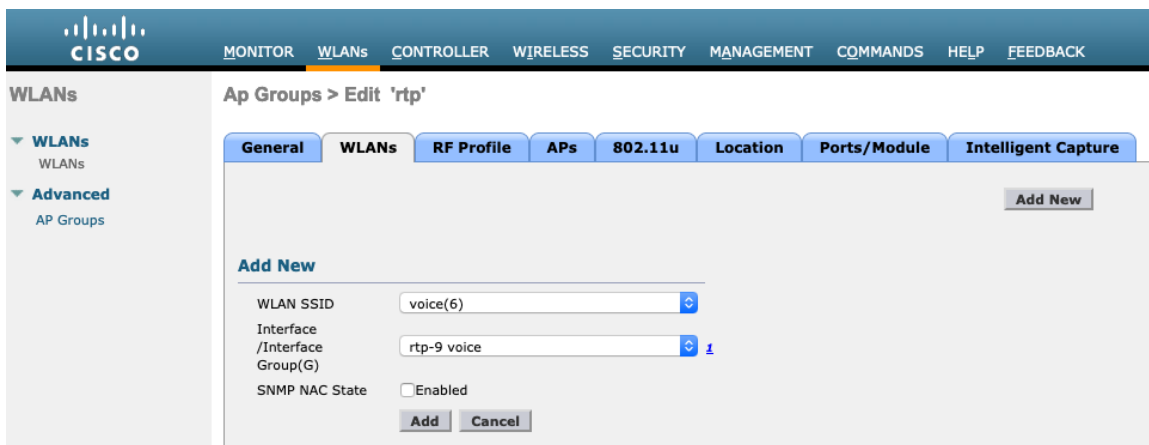 CISCO
MONITOR WLANs CONTROLLER WIRELESS SECURITY MANAGEMENT COMMANDS HELP FEEDBACK
WLANs
WLANs
WLANs
Advanced
AP Groups
Ap Groups > Edit 'rtp'
General WLANs RF Profile APs 802.11u Location Ports/Module Intelligent Capture
Add New
Add New
WLAN SSID voice(6)
Interface
/Interface rtp-9 voice 1
Group(G)
SNMP NAC State Enabled
Add Cancel